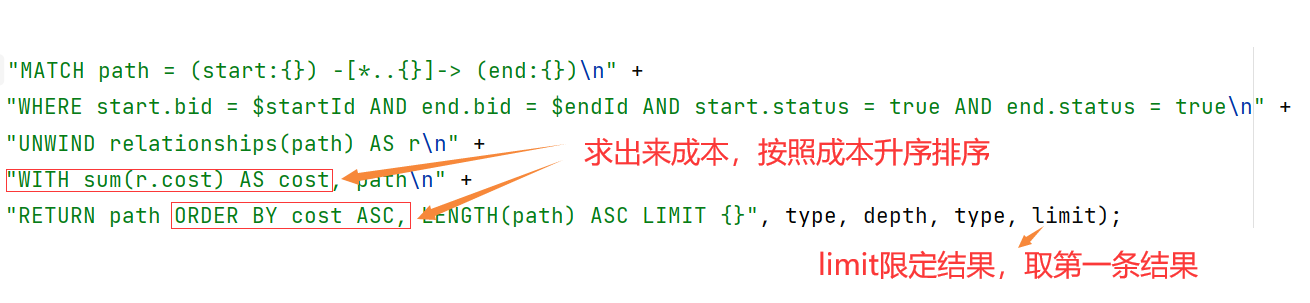 "MATCH path = (start:{}) -[*..{}]-> (end:{})\n" +
"WHERE start.bid = $startId AND end.bid = $endId AND start.status = true AND end.status = true\n" +
"UNWIND relationships(path) AS r\n" +
求出来成本，按照成本升序排序
"WITH sum(r.cost) AS cost, path\n" +
"RETURN path ORDER BY cost ASC, LENGTH(path) ASC LIMIT {}", type, depth, type, limit);
limit限定结果，取第一条结果